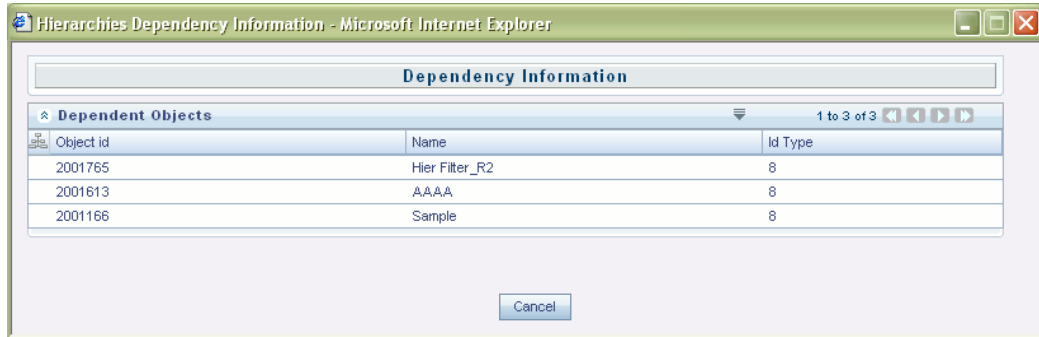 Hierarchies Dependency Information - Microsoft Internet Explorer
Dependency Information
Dependent Objects 1 to 3 of 3
Object id Name Id Type
2001765 Hier Filter_R2 8
2001613 AAAA 8
2001166 Sample 8
Cancel